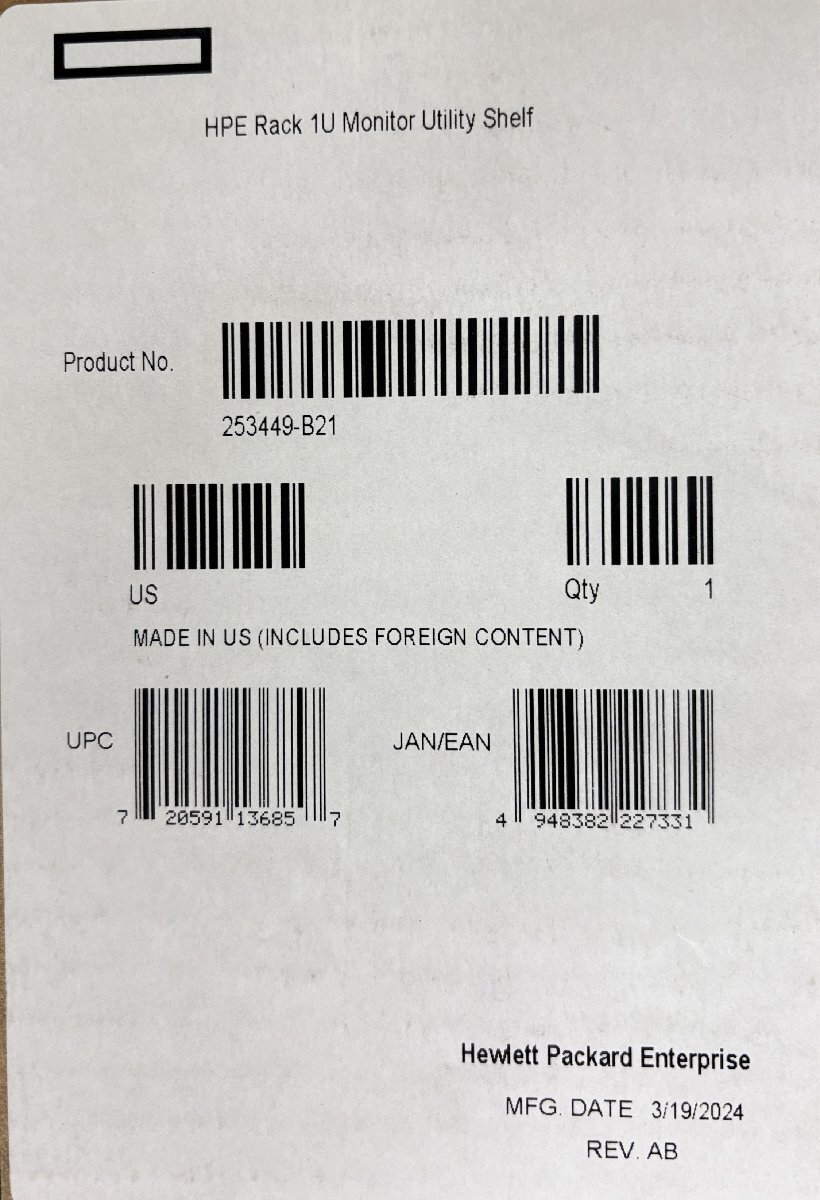 HPE Rack 1U Monitor Utility Shelf
Product No.
253449-B21
US
Qty 1
MADE IN US (INCLUDES FOREIGN CONTENT)
UPC
7 20591 13685 7
JAN/EAN
4 948382 227331
Hewlett Packard Enterprise
MFG. DATE 3/19/2024
REV. AB